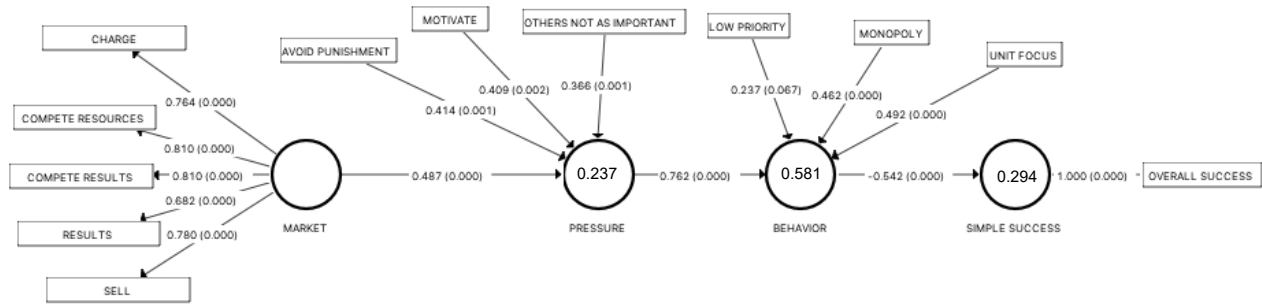 CHARGE
0.764 (0.000)
COMPETE RESOURCES
0.810 (0.000)
COMPETE RESULTS
0.810 (0.000)
RESULTS
0.682 (0.000)
SELL
0.780 (0.000)
MARKET
0.487 (0.000)
AVOID PUNISHMENT
0.414 (0.001)
MOTIVATE
0.409 (0.002)
OTHERS NOT AS IMPORTANT
0.366 (0.001)
0.237
PRESSURE
0.762 (0.000)
LOW PRIORITY
0.237 (0.067)
MONOPOLY
0.462 (0.000)
UNIT FOCUS
0.492 (0.000)
0.581
BEHAVIOR
-0.542 (0.000)
0.294
SIMPLE SUCCESS
1.000 (0.000)
OVERALL SUCCESS